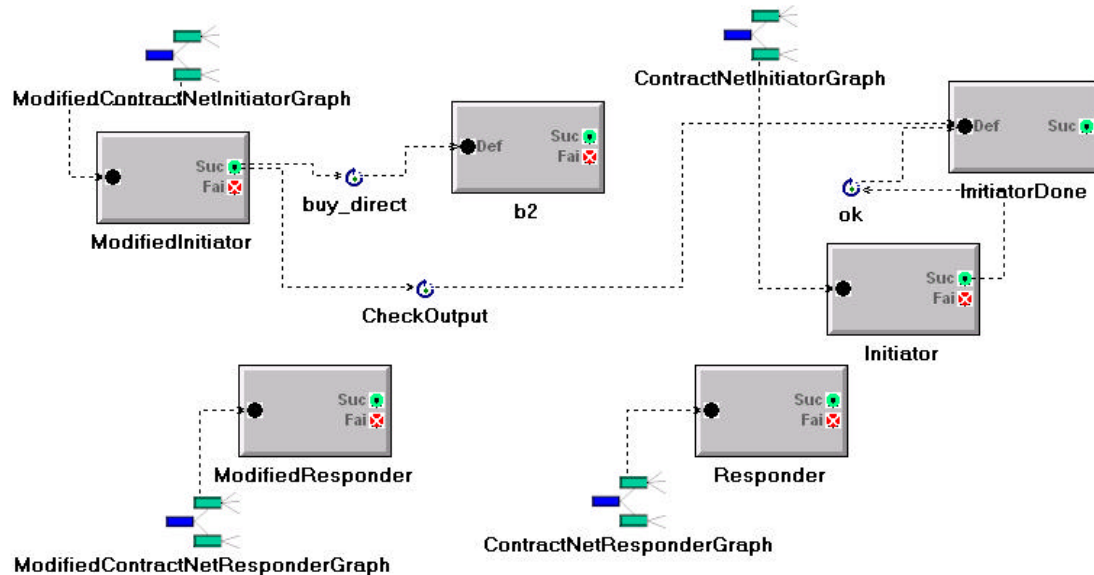 ModifiedContractNetInitiatorGraph
ContractNetInitiatorGraph
Suc
Fai
ModifiedInitiator
buy_direct
Def
Suc
Fai
b2
Def
Suc
InitiatorDone
ok
CheckOutput
Suc
Fai
Initiator
Suc
Fai
ModifiedResponder
Suc
Fai
Responder
ModifiedContractNetResponderGraph
ContractNetResponderGraph